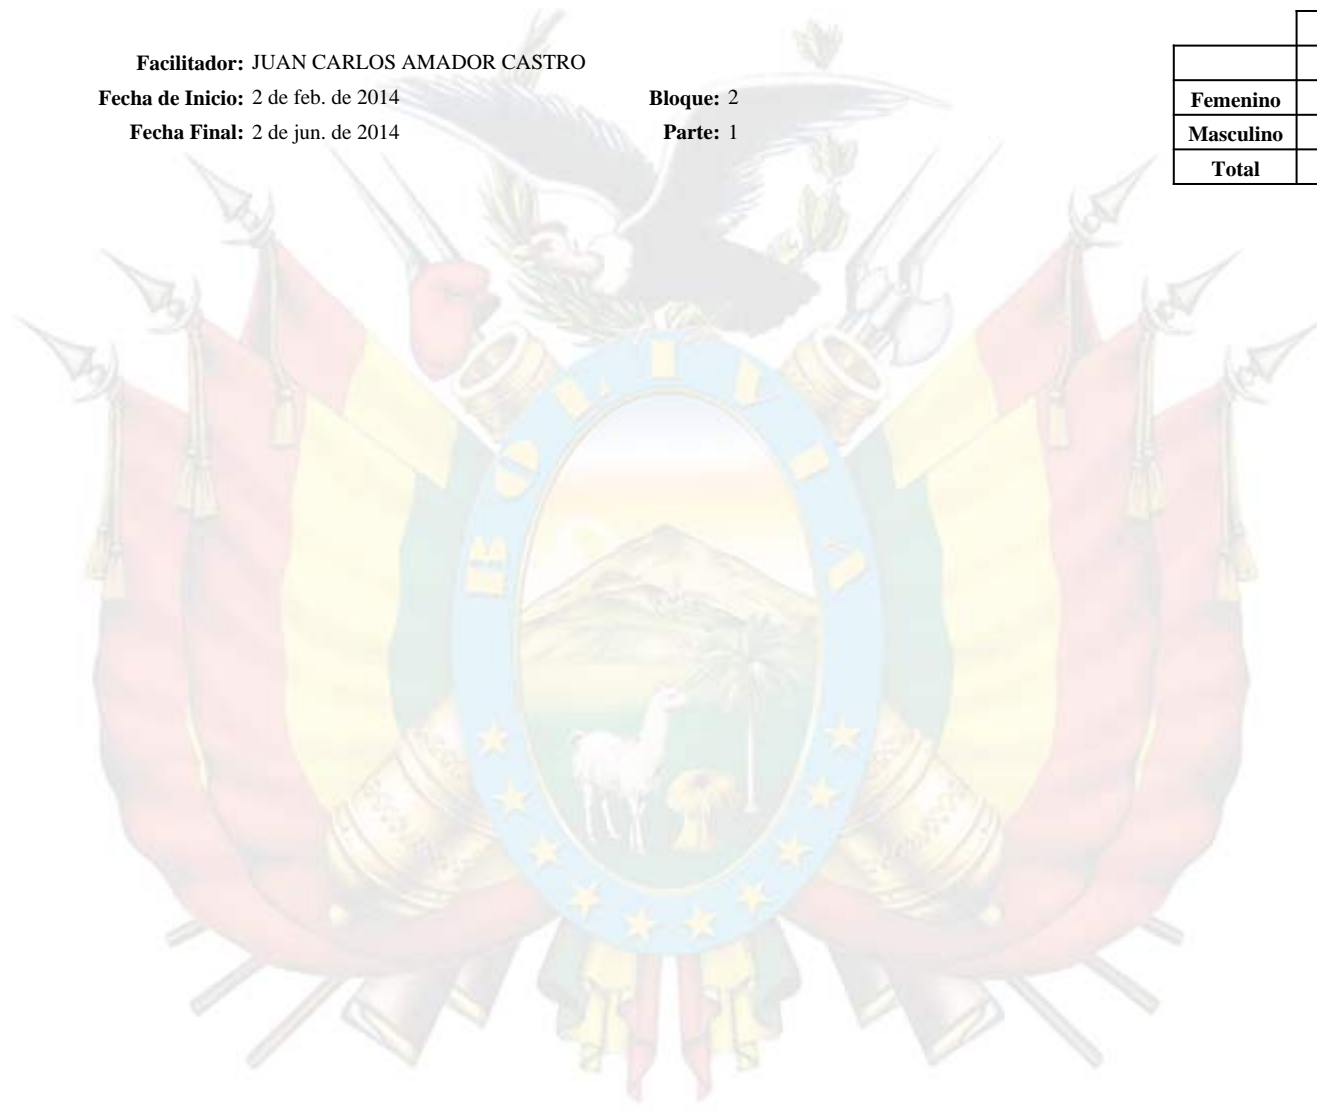 Facilitador: JUAN CARLOS AMADOR CASTRO
Fecha de Inicio: 2 de feb. de 2014 Bloque: 2
Fecha Final: 2 de jun. de 2014 Parte: 1
Femenino
Masculino
Total
BOLIVIA